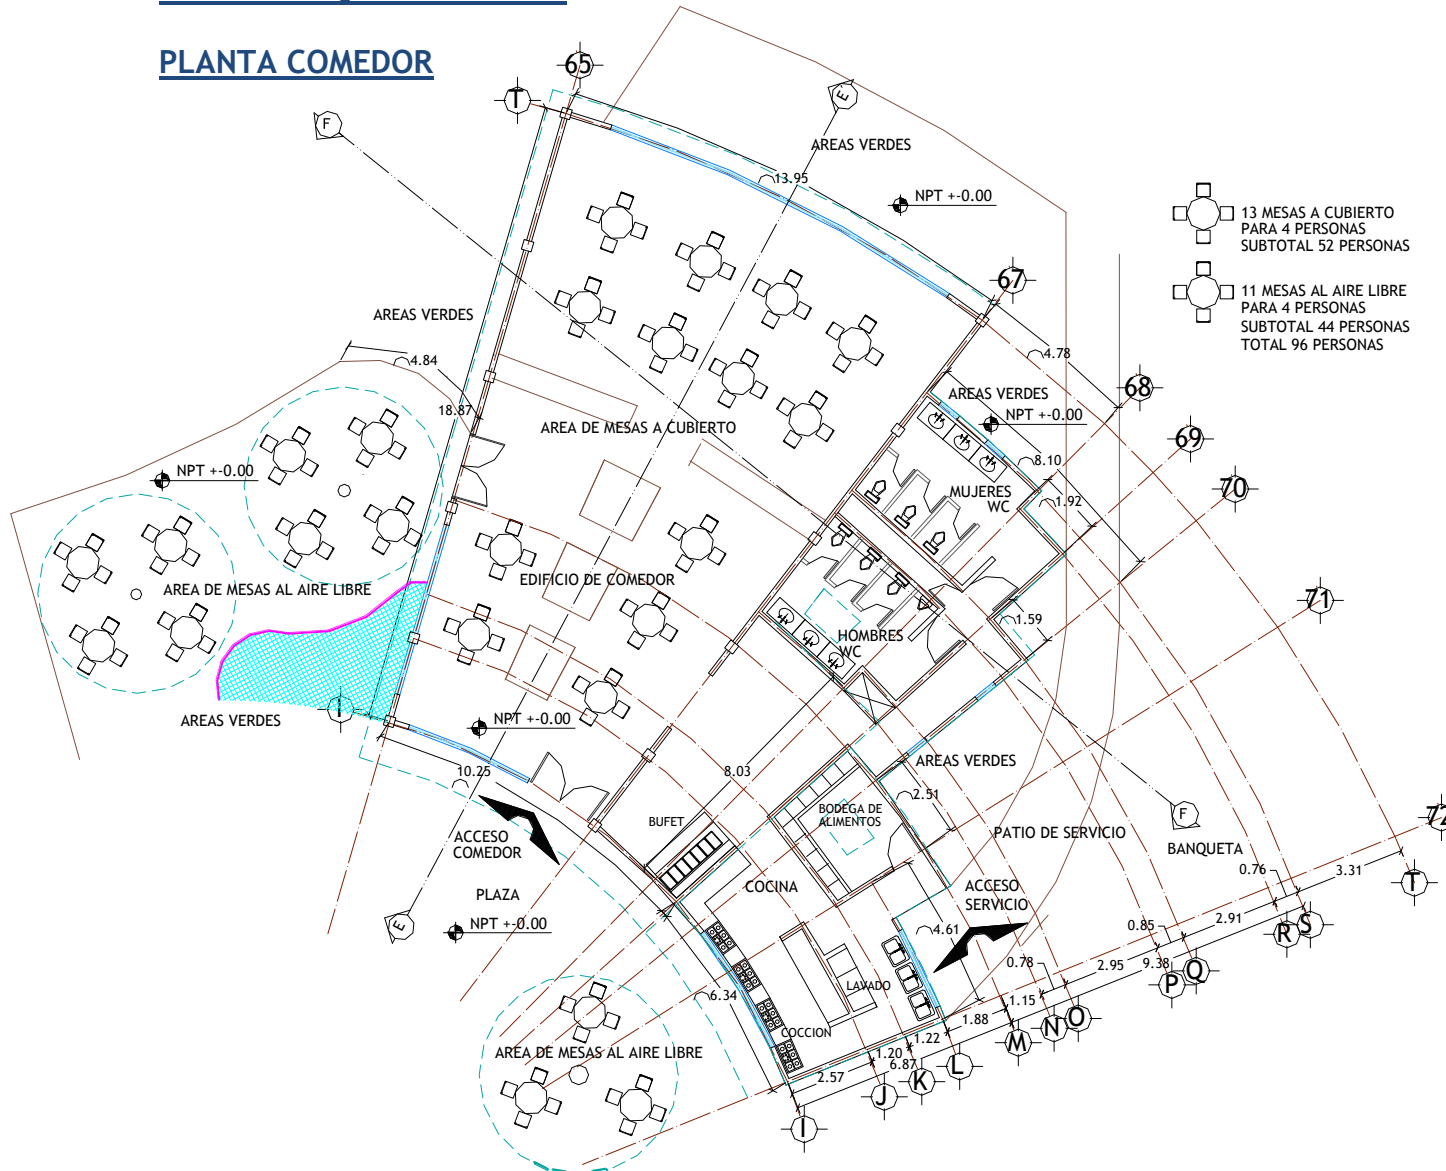 PLANTA COMEDOR
65
T
E
F
AREAS VERDES
13.95
NPT +-0.00
13 MESAS A CUBIERTO
PARA 4 PERSONAS
SUBTOTAL 52 PERSONAS
67
11 MESAS AL AIRE LIBRE
PARA 4 PERSONAS
SUBTOTAL 44 PERSONAS
TOTAL 96 PERSONAS
AREAS VERDES
4.84
4.78
68
18.87
AREAS VERDES
NPT +-0.00
AREA DE MESAS A CUBIERTO
69
NPT +-0.00
8.10
70
MUJERES
WC
1.92
EDIFICIO DE COMEDOR
AREA DE MESAS AL AIRE LIBRE
71
1.59
HOMBRES
WC
I
AREAS VERDES
NPT +-0.00
10.25
8.03
AREAS VERDES
2.51
BODEGA DE
ALIMENTOS
BUFET
ACCESO
COMEDOR
PATIO DE SERVICIO
F
72
BANQUETA
COCINA
PLAZA
ACCESO
SERVICIO
0.76
3.31
T
E
NPT +-0.00
4.61
0.85
2.91
R
S
2.95
9.38
0.78
P
Q
LAVADO
6.34
1.15
COCCION
1.88
N
O
M
1.22
AREA DE MESAS AL AIRE LIBRE
1.20
6.87
L
2.57
K
J
I